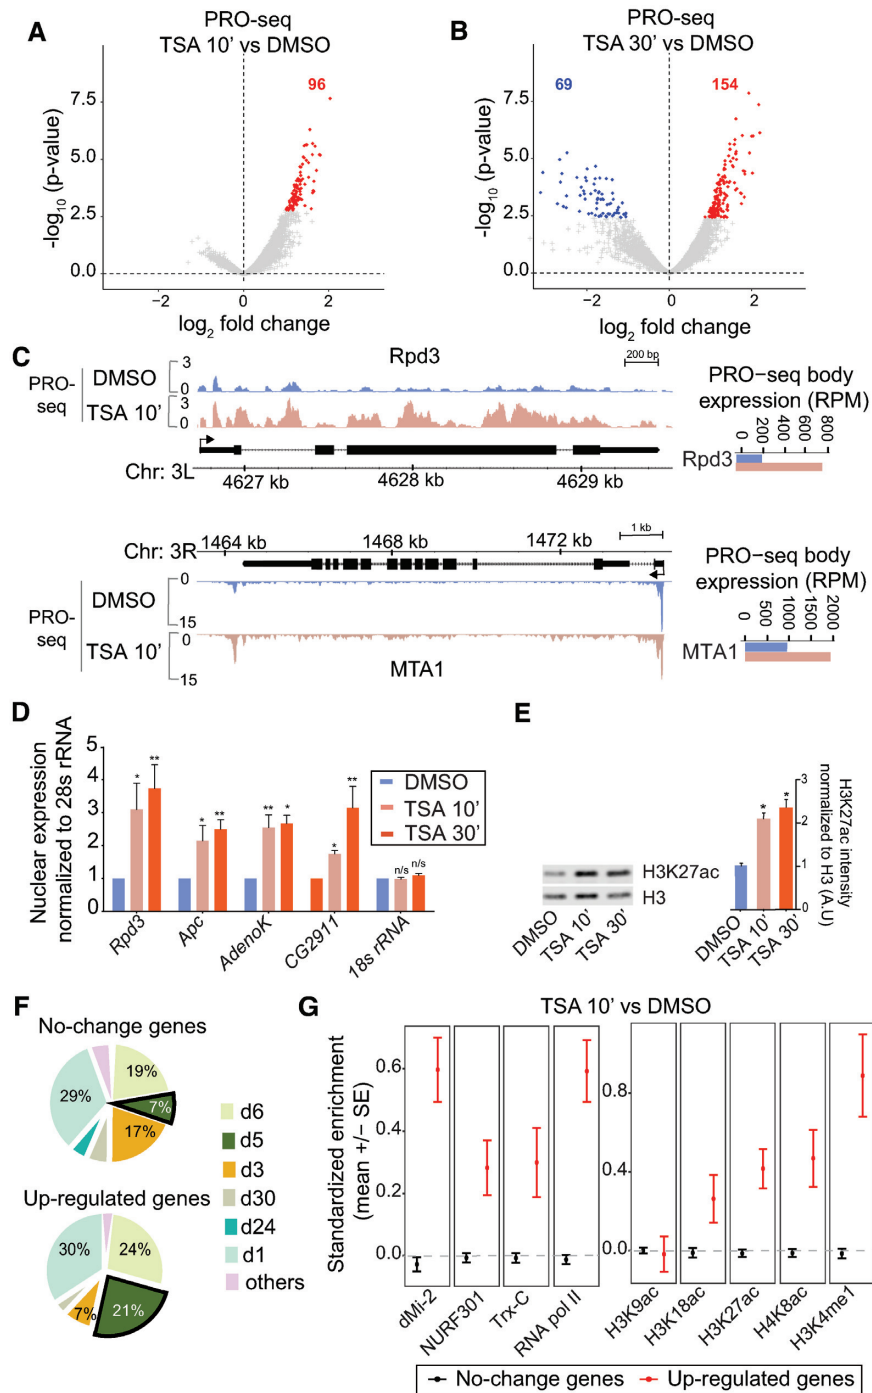 A
PRO-seq
TSA 10' vs DMSO
96
7.5
5.0
2.5
0.0
-log10 (p-value)
−2
0
2
log2 fold change
B
PRO-seq
TSA 30' vs DMSO
69
154
7.5
5.0
2.5
0.0
-log10 (p-value)
−2
0
2
log2 fold change
C
Rpd3
200 bp
PRO-
seq
DMSO
3
0
TSA 10'
3
0
Chr: 3L
4627 kb
4628 kb
4629 kb
PRO−seq body
expression (RPM)
0
200
400
600
800
Rpd3
Chr: 3R
1464 kb
1468 kb
1472 kb
1 kb
PRO-
seq
DMSO
0
15
TSA 10'
0
15
MTA1
PRO-seq body
expression (RPM)
0
500
1000
1500
2000
MTA1
D
Nuclear expression
normalized to 28s rRNA
5
4
3
2
1
0
* **
* **
** *
* **
n/s n/s
DMSO
TSA 10'
TSA 30'
Rpd3
Apc
AdenoK
CG2911
18s rRNA
E
H3K27ac
H3
DMSO
TSA 10'
TSA 30'
* *
3
2
1
0
H3K27ac intensity
normalized to H3 (A.U)
DMSO
TSA 10'
TSA 30'
F
No-change genes
19%
7%
17%
29%
Up-regulated genes
24%
21%
7%
30%
d6
d5
d3
d30
d24
d1
others
G
TSA 10' vs DMSO
Standardized enrichment
(mean +/− SE)
0.6
0.4
0.2
0.0
0.8
0.4
0.0
dMi-2
NURF301
Trx-C
RNA pol II
H3K9ac
H3K18ac
H3K27ac
H4K8ac
H3K4me1
No-change genes
Up-regulated genes